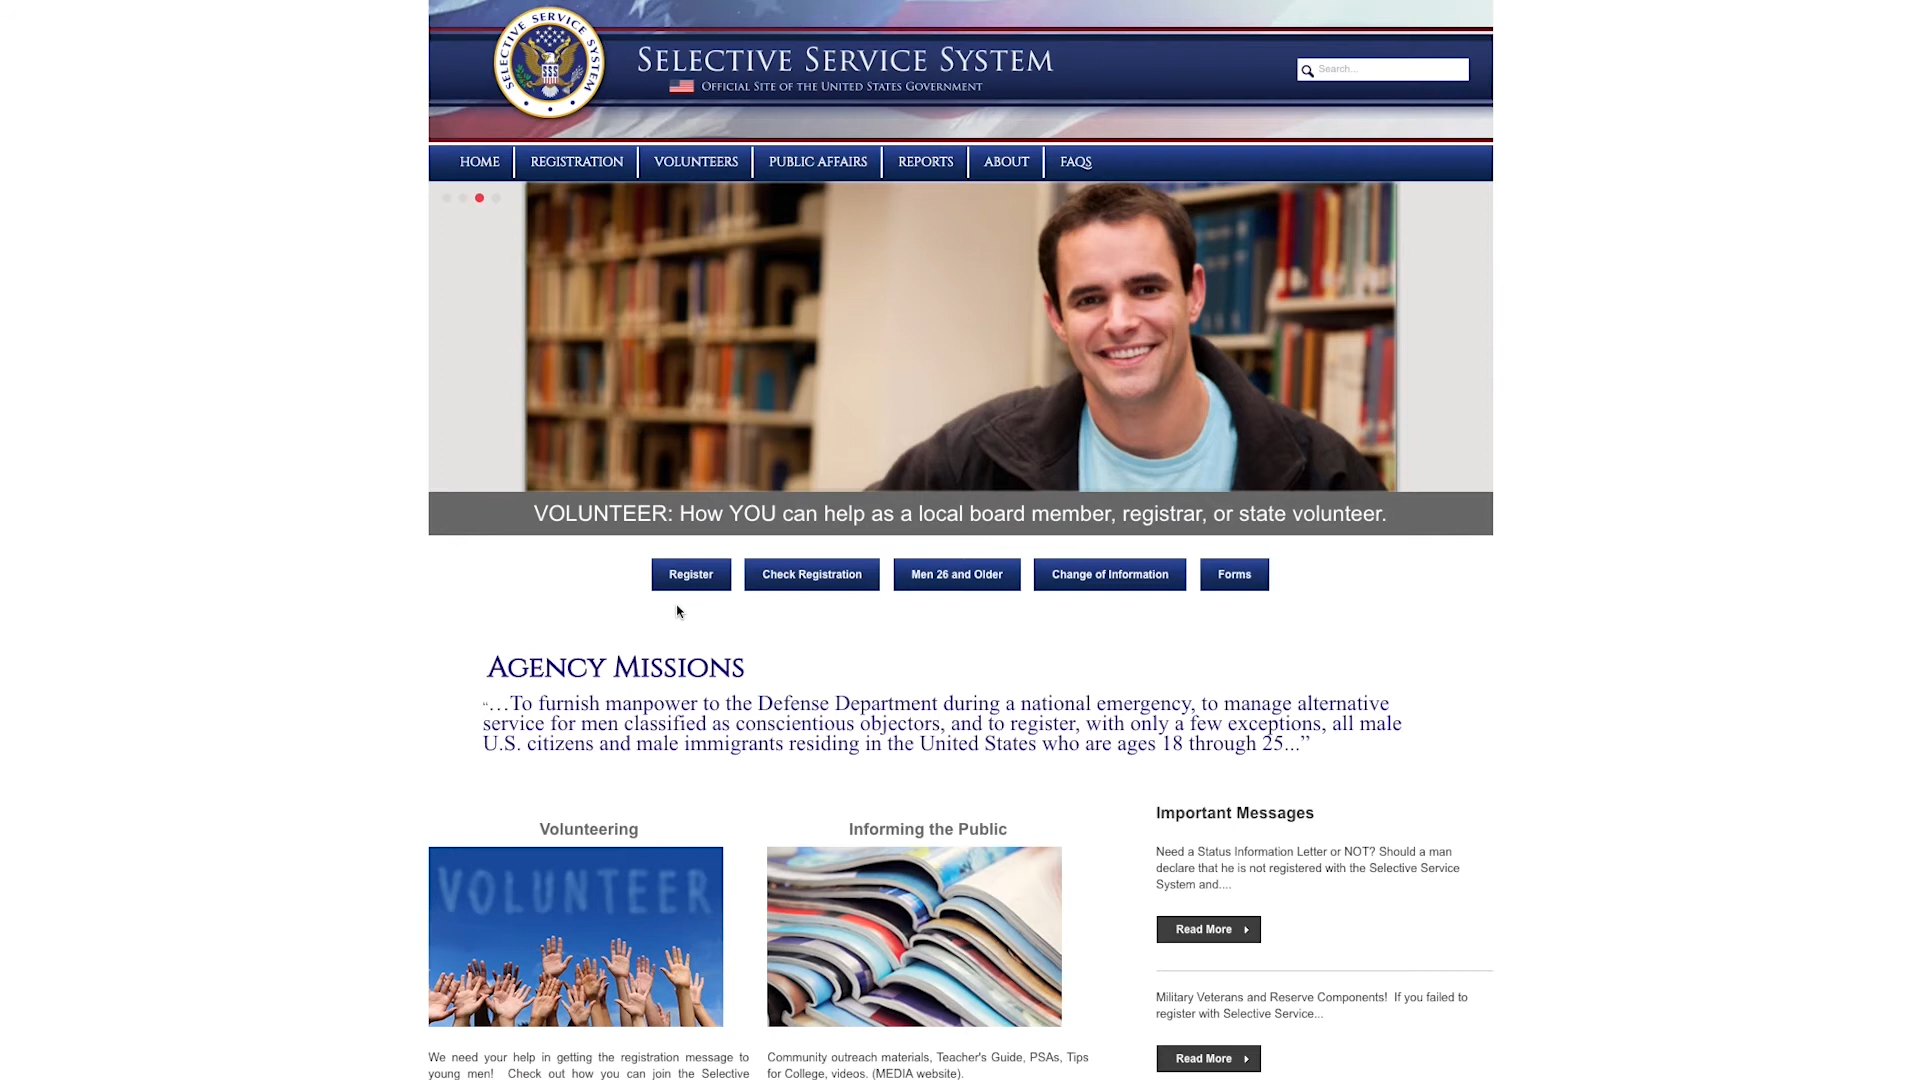 SELECTIVE SERVICE SYSTEM
SSS
SELECTIVE SERVICE SYSTEM
OFFICIAL SITE OF THE UNITED STATES GOVERNMENT
Search...
HOME
REGISTRATION
VOLUNTEERS
PUBLIC AFFAIRS
REPORTS
ABOUT
FAQS
VOLUNTEER: How YOU can help as a local board member, registrar, or state volunteer.
Register
Check Registration
Men 26 and Older
Change of Information
Forms
AGENCY MISSIONS
“…To furnish manpower to the Defense Department during a national emergency, to manage alternative
service for men classified as conscientious objectors, and to register, with only a few exceptions, all male
U.S. citizens and male immigrants residing in the United States who are ages 18 through 25...”
Volunteering
VOLUNTEER
We need your help in getting the registration message to
young men! Check out how you can join the Selective
Informing the Public
Community outreach materials, Teacher's Guide, PSAs, Tips
for College, videos. (MEDIA website).
Important Messages
Need a Status Information Letter or NOT? Should a man
declare that he is not registered with the Selective Service
System and....
Read More
Military Veterans and Reserve Components! If you failed to
register with Selective Service...
Read More